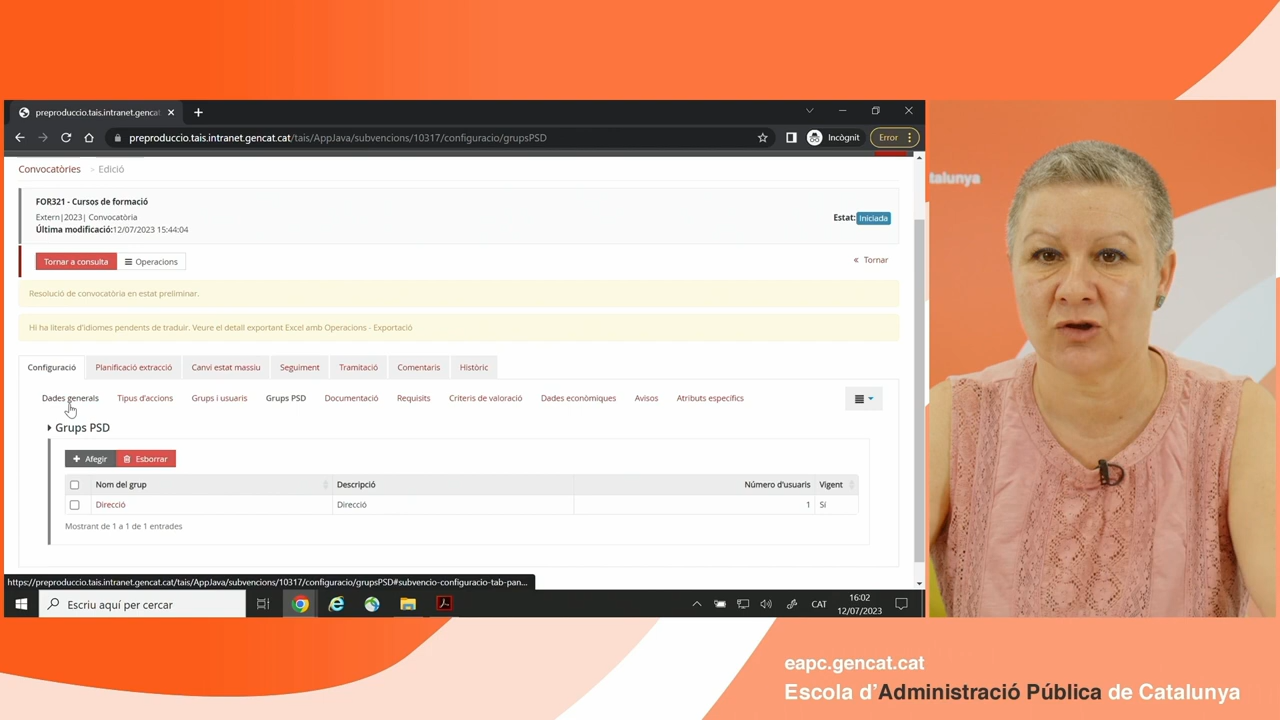 preproduccio.tais.intranet.genca
preproduccio.tais.intranet.gencat.cat/tais/AppJava/subvencions/10317/configuracio/grupsPSD
Incògnit
Error
Convocatòries > Edició
FOR321 - Cursos de formació
Extern|2023| Convocatòria
Estat: Iniciada
Última modificació:12/07/2023 15:44:04
Tornar a consulta
Operacions
« Tornar
Resolució de convocatòria en estat preliminar.
Hi ha literals d'idiomes pendents de traduir. Veure el detall exportant Excel amb Operacions - Exportació
Configuració Planificació extracció Canvi estat massiu Seguiment Tramitació Comentaris Històric
Dades generals Tipus d'accions Grups i usuaris Grups PSD Documentació Requisits Criteris de valoració Dades econòmiques Avisos Atributs específics
Grups PSD
Afegir Esborrar
Nom del grup Descripció Número d'usuaris Vigent
Direcció Direcció 1 Sí
Mostrant de 1 a 1 de 1 entrades
https://preproduccio.tais.intranet.gencat.cat/tais/AppJava/subvencions/10317/configuracio/grupsPSD#subvencio-configuracio-tab-pan...
Escriu aquí per cercar
CAT
16:02
12/07/2023
talunya
eapc.gencat.cat
Escola d'Administració Pública de Catalunya